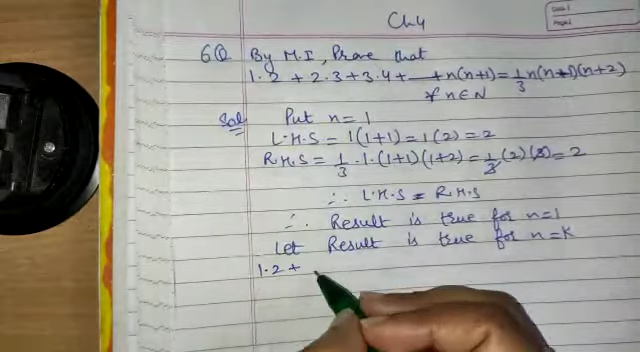 Ch4
6Q By M.I, Prove that
1.2 + 2.3 + 3.4 + — + n(n+1) = 1/3 n(n+1)(n+2)
∀ n∈N
Sol Put n=1
L.H.S = 1(1+1) = 1(2) = 2
R.H.S = 1/3 . 1. (1+1) (1+2) = 1/3 (2) (3) = 2
∴ L.H.S = R.H.S
∴ Result is true for n=1
Let Result is true for n=K
1.2 +